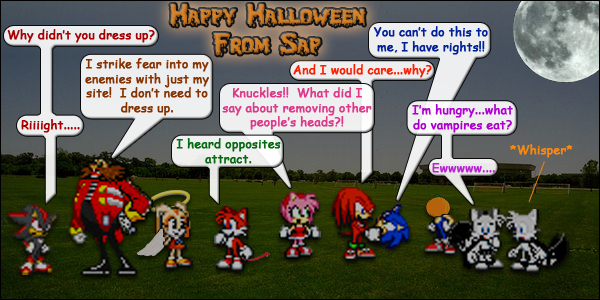 Happy Halloween
From Sap
Why didn't you dress up?
I strike fear into my
enemies with just my
site! I don't need to
dress up.
Riiiight.....
I heard opposites
attract.
Knuckles!! What did I
say about removing other
people's heads?!
And I would care...why?
You can't do this to
me, I have rights!!
I'm hungry...what
do vampires eat?
*Whisper*
Ewwwww....